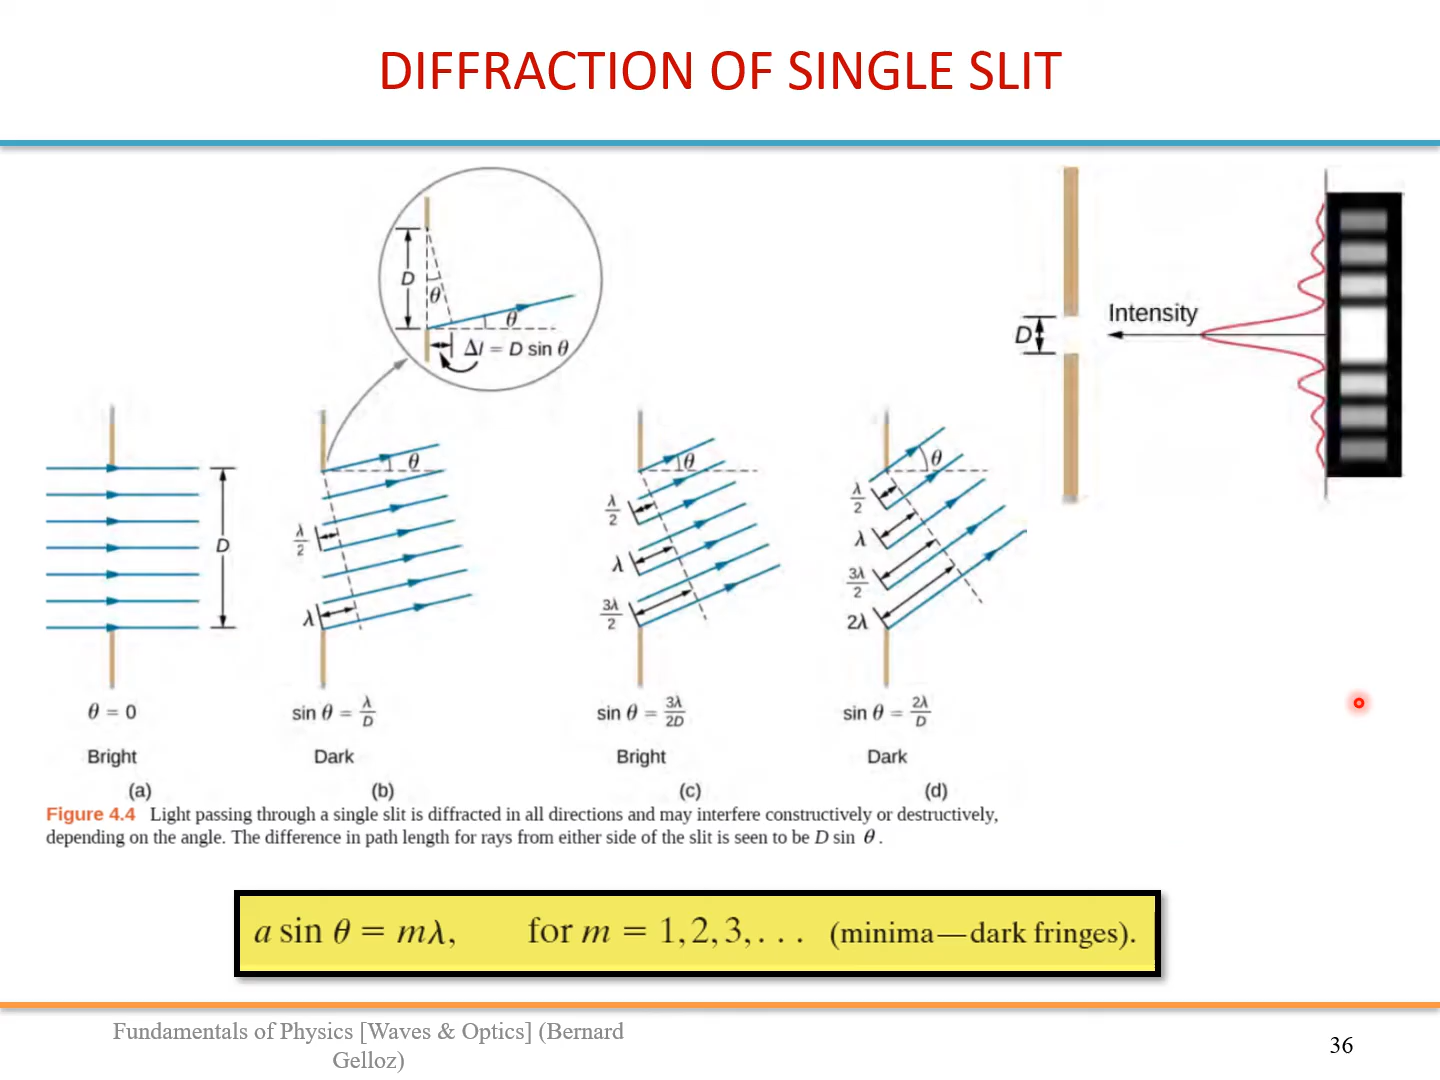 DIFFRACTION OF SINGLE SLIT
D
θ
θ
Δl = D sin θ
D
Intensity
D
θ
λ/2
λ
θ
λ/2
λ
3λ/2
θ
λ/2
λ
3λ/2
2λ
θ = 0
sin θ = λ/D
sin θ = 3λ/2D
sin θ = 2λ/D
Bright
Dark
Bright
Dark
(a)
(b)
(c)
(d)
Figure 4.4 Light passing through a single slit is diffracted in all directions and may interfere constructively or destructively,
depending on the angle. The difference in path length for rays from either side of the slit is seen to be D sin θ .
a sin θ = mλ, for m = 1, 2, 3, . . . (minima—dark fringes).
Fundamentals of Physics [Waves & Optics] (Bernard
Gelloz)
36